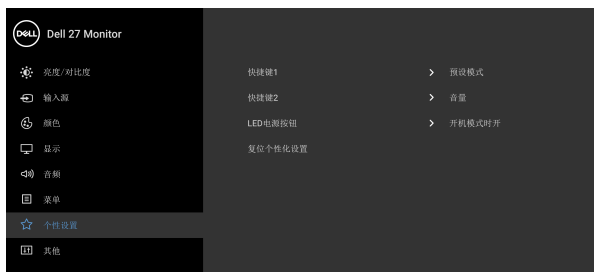 DELL Dell 27 Monitor
亮度/对比度
快捷键1 预设模式
输入源
快捷键2 音量
颜色
LED电源按钮 开机模式时开
显示
复位个性化设置
音频
菜单
个性设置
其他